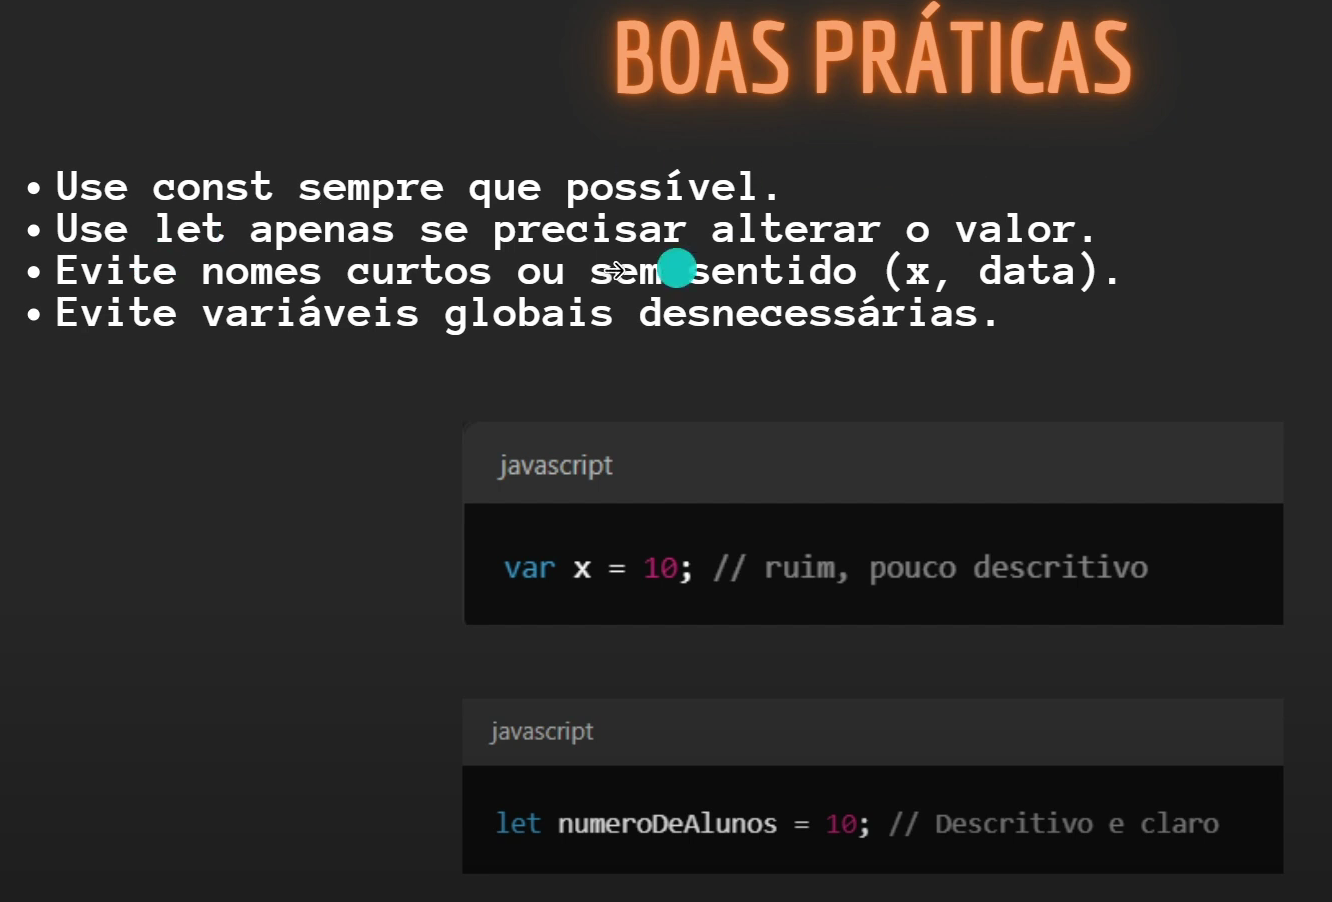 BOAS PRÁTICAS
• Use const sempre que possível.
• Use let apenas se precisar alterar o valor.
• Evite nomes curtos ou sem sentido (x, data).
• Evite variáveis globais desnecessárias.
javascript
var x = 10; // ruim, pouco descritivo
javascript
let numeroDeAlunos = 10; // Descritivo e claro